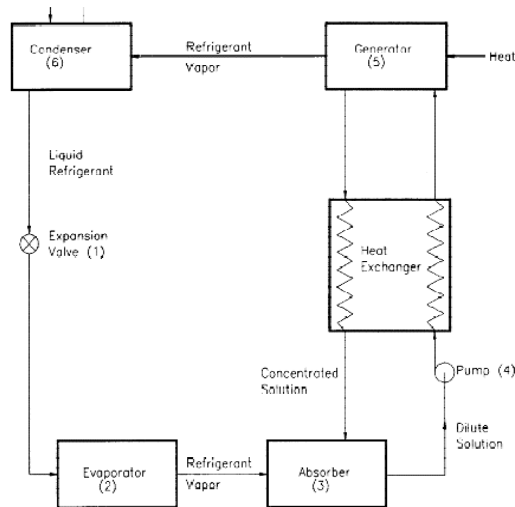 Condenser
(6)
Refrigerant
Vapor
Generator
(5)
Heat
Liquid
Refrigerant
Expansion
Valve (1)
Heat
Exchanger
Concentrated
Solution
Pump (4)
Dilute
Solution
Evaporator
(2)
Refrigerant
Vapor
Absorber
(3)